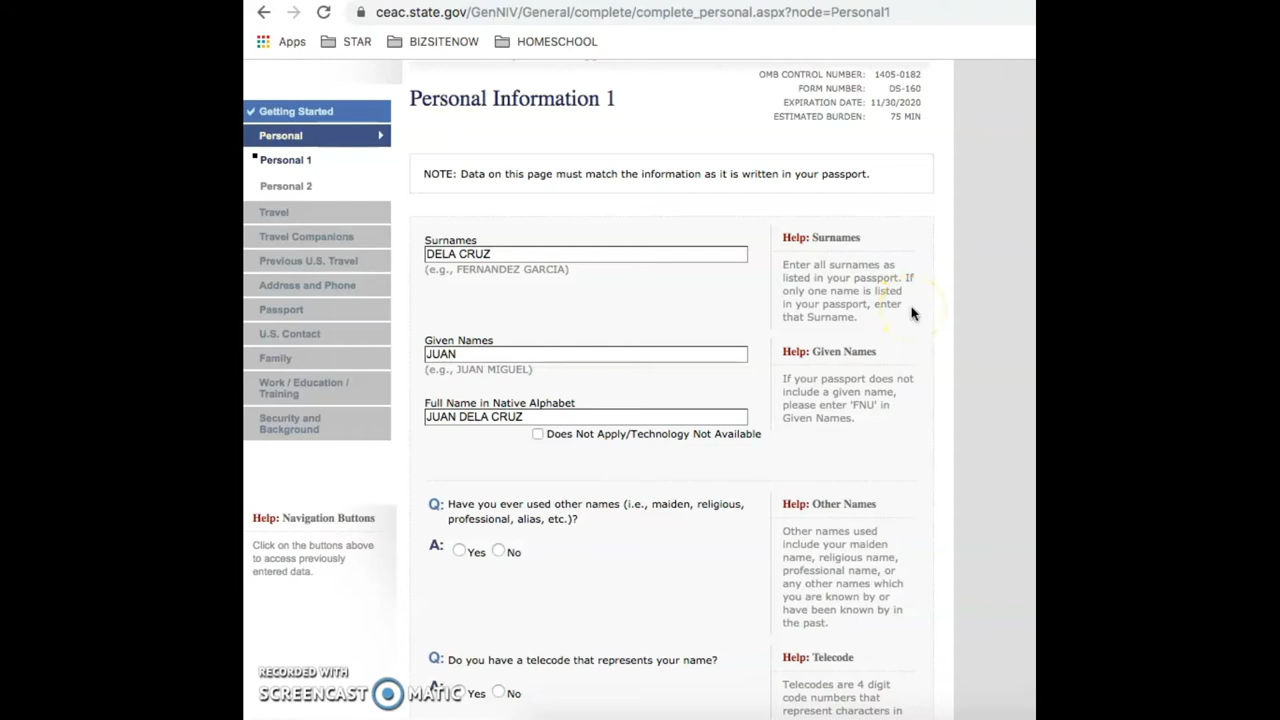 ceac.state.gov/GenNIV/General/complete/complete_personal.aspx?node=Personal1
Apps STAR BIZSITENOW HOMESCHOOL
OMB CONTROL NUMBER: 1405-0182
FORM NUMBER: DS-160
EXPIRATION DATE: 11/30/2020
ESTIMATED BURDEN: 75 MIN
Personal Information 1
Getting Started
Personal
Personal 1
Personal 2
Travel
Travel Companions
Previous U.S. Travel
Address and Phone
Passport
U.S. Contact
Family
Work / Education /
Training
Security and
Background
Help: Navigation Buttons
Click on the buttons above
to access previously
entered data.
NOTE: Data on this page must match the information as it is written in your passport.
Surnames
DELA CRUZ
(e.g., FERNANDEZ GARCIA)
Help: Surnames
Enter all surnames as
listed in your passport. If
only one name is listed
in your passport, enter
that Surname.
Given Names
JUAN
(e.g., JUAN MIGUEL)
Help: Given Names
If your passport does not
include a given name,
please enter 'FNU' in
Given Names.
Full Name in Native Alphabet
JUAN DELA CRUZ
Does Not Apply/Technology Not Available
Q: Have you ever used other names (i.e., maiden, religious,
professional, alias, etc.)?
A: Yes No
Help: Other Names
Other names used
include your maiden
name, religious name,
professional name, or
any other names which
you are known by or
have been known by in
the past.
Q: Do you have a telecode that represents your name?
A: Yes No
Help: Telecode
Telecodes are 4 digit
code numbers that
represent characters in
RECORDED WITH
SCREENCAST MATIC